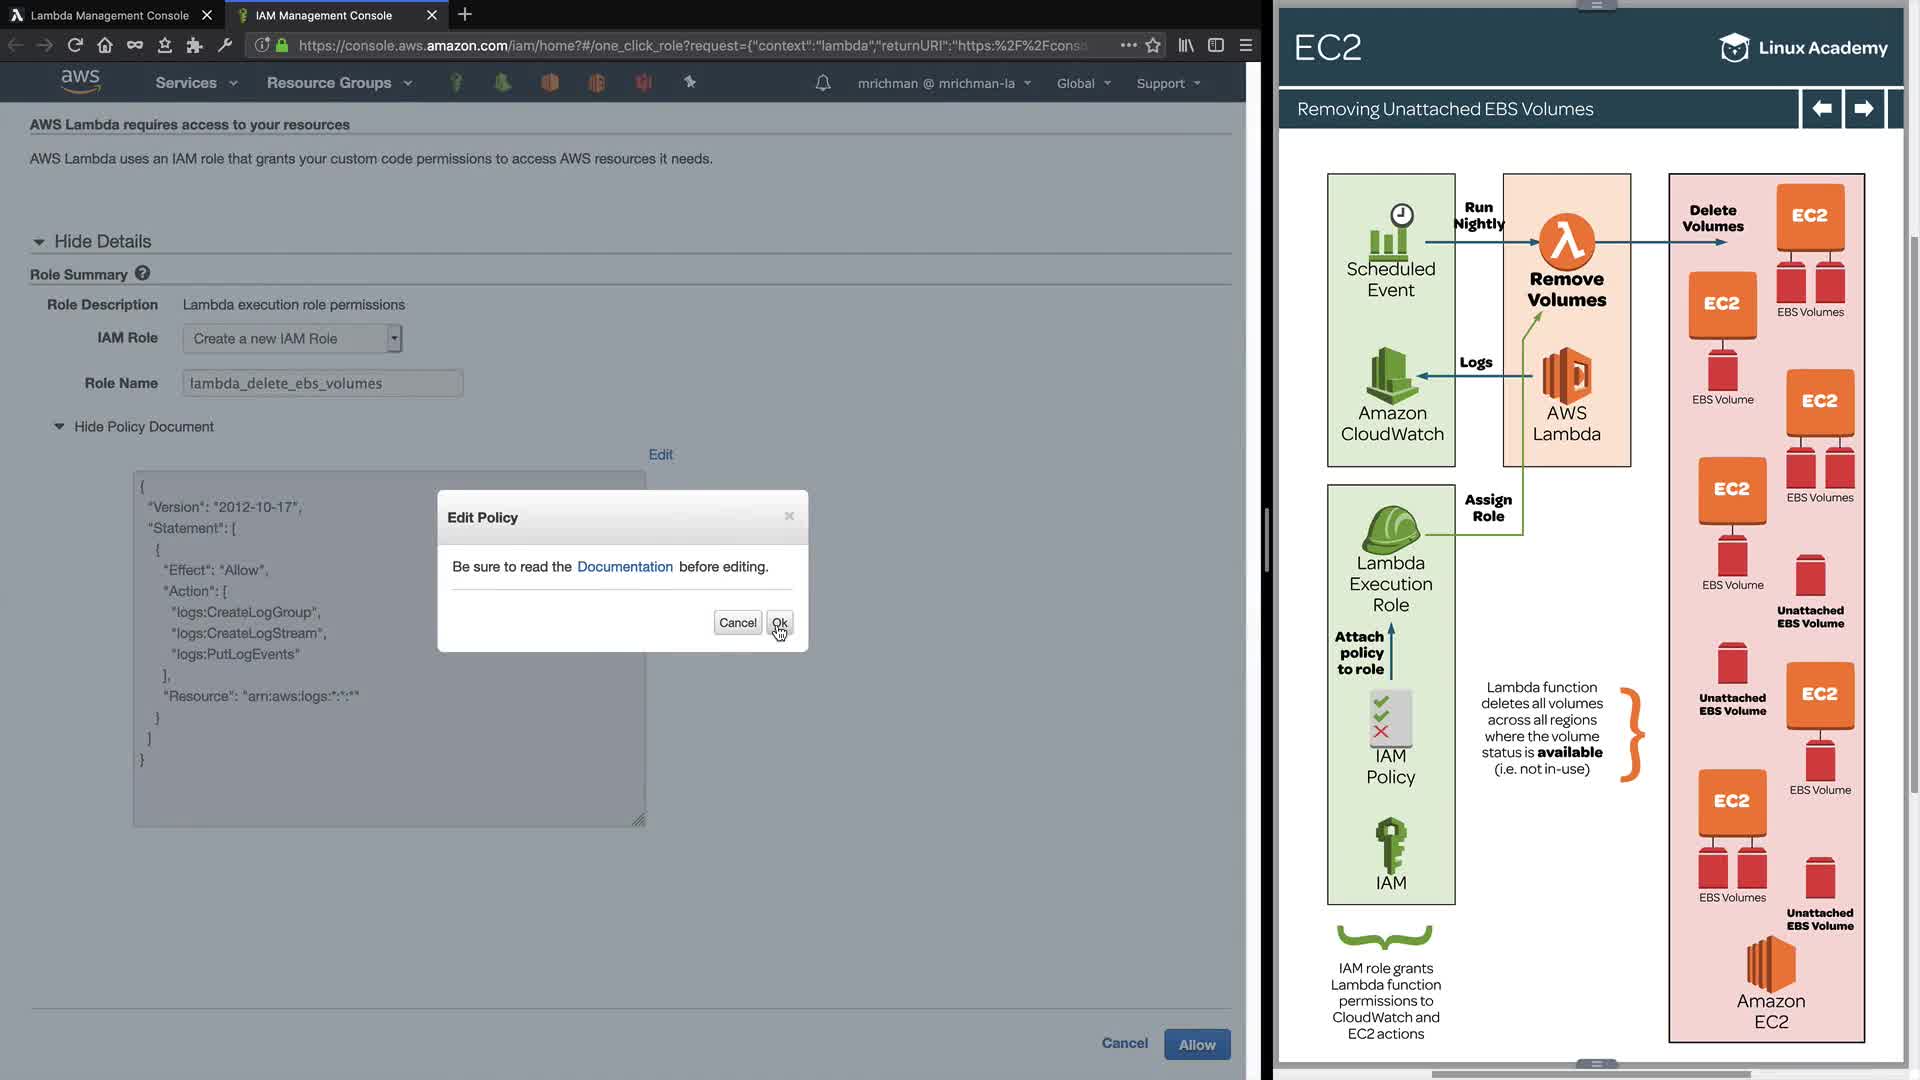 Lambda Management Console
IAM Management Console
https://console.aws.amazon.com/iam/home?#/one_click_role?request={"context":"lambda","returnURI":"https:%2F%2Fconso
aws
Services
Resource Groups
mrichman @ mrichman-la
Global
Support
AWS Lambda requires access to your resources
AWS Lambda uses an IAM role that grants your custom code permissions to access AWS resources it needs.
Hide Details
Role Summary ?
Role Description Lambda execution role permissions
IAM Role Create a new IAM Role
Role Name lambda_delete_ebs_volumes
Hide Policy Document
Edit
{
"Version": "2012-10-17",
"Statement": [
{
"Effect": "Allow",
"Action": [
"logs:CreateLogGroup",
"logs:CreateLogStream",
"logs:PutLogEvents"
],
"Resource": "arn:aws:logs:*:*:*"
}
]
}
Edit Policy
Be sure to read the Documentation before editing.
Cancel
Ok
Cancel
Allow
EC2
Linux Academy
Removing Unattached EBS Volumes
Scheduled
Event
Run
Nightly
Remove
Volumes
Delete
Volumes
Logs
Amazon
CloudWatch
AWS
Lambda
Assign
Role
Lambda
Execution
Role
Attach
policy
to role
IAM
Policy
IAM
IAM role grants
Lambda function
permissions to
CloudWatch and
EC2 actions
Lambda function
deletes all volumes
across all regions
where the volume
status is available
(i.e. not in-use)
EC2
EBS Volumes
EC2
EBS Volume
EC2
EBS Volumes
EC2
EBS Volume
Unattached
EBS Volume
Unattached
EBS Volume
EC2
EBS Volume
EC2
EBS Volumes
Unattached
EBS Volume
Amazon
EC2